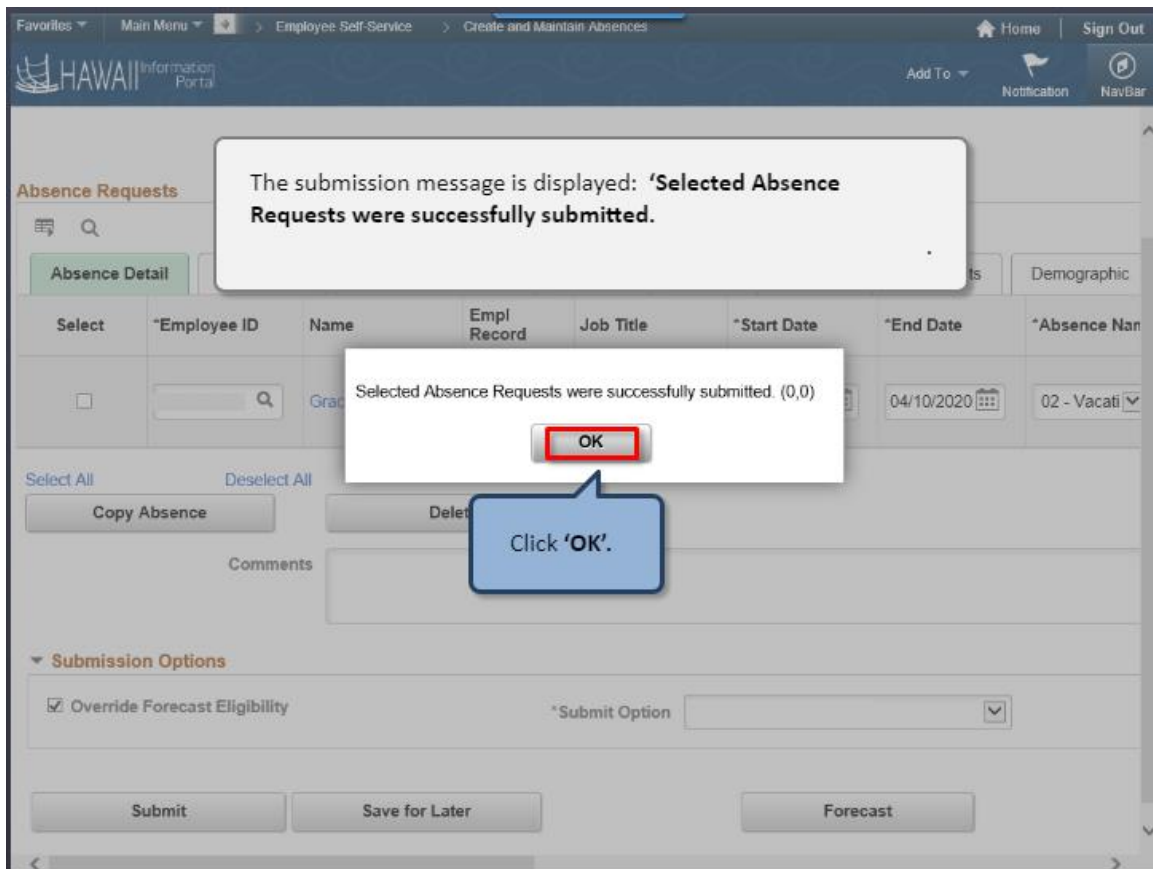 Favorites Main Menu > Employee Self-Service > Create and Maintain Absences Home Sign Out
HAWAII Information Portal Add To Notification NavBar
The submission message is displayed: ‘Selected Absence
Requests were successfully submitted.
.
Absence Requests
Absence Detail ts Demographic
Select *Employee ID Name Empl Record Job Title *Start Date *End Date *Absence Nam
Selected Absence Requests were successfully submitted. (0,0)
Grac 04/10/2020 02 - Vacati
OK
Select All Deselect All
Copy Absence Delet
Click ‘OK’.
Comments
Submission Options
Override Forecast Eligibility *Submit Option
Submit Save for Later Forecast